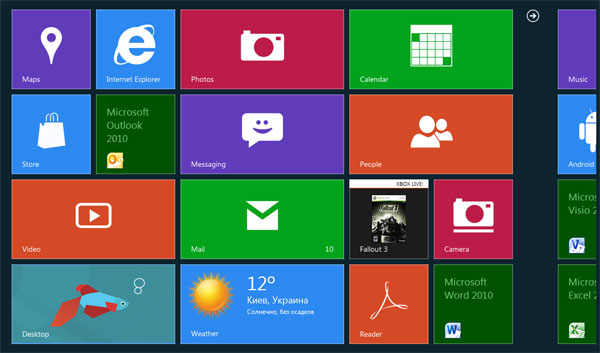 Maps
Internet Explorer
Photos
Calendar
Music
Store
Microsoft
Outlook
2010
Messaging
People
Android
Video
Mail
10
XBOX LIVE!
Fallout 3
Camera
Microsoft
Visio 2
Desktop
12°
Киев, Украина
Солнечно, без осадков
Weather
Reader
Microsoft
Word 2010
Microsoft
Excel 2